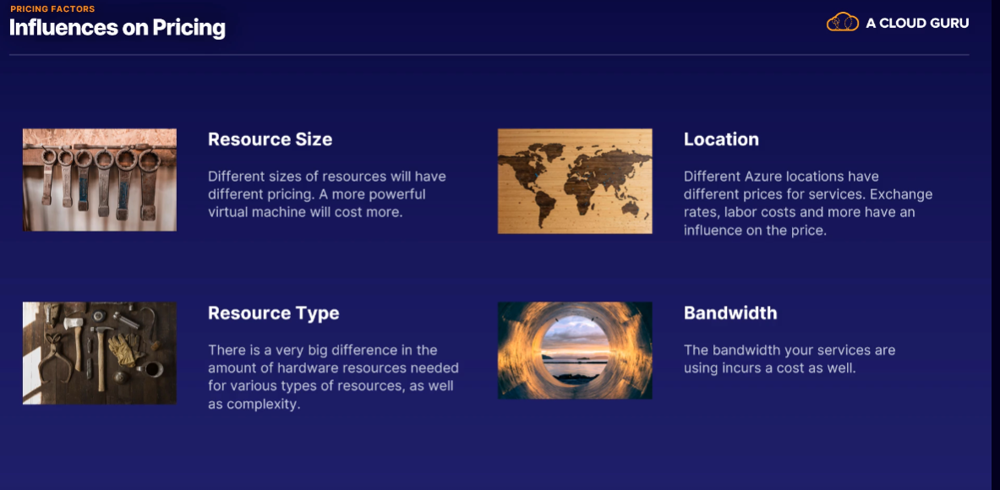 PRICING FACTORS
Influences on Pricing
A CLOUD GURU
Resource Size
Different sizes of resources will have
different pricing. A more powerful
virtual machine will cost more.
Location
Different Azure locations have
different prices for services. Exchange
rates, labor costs and more have an
influence on the price.
Resource Type
There is a very big difference in the
amount of hardware resources needed
for various types of resources, as well
as complexity.
Bandwidth
The bandwidth your services are
using incurs a cost as well.